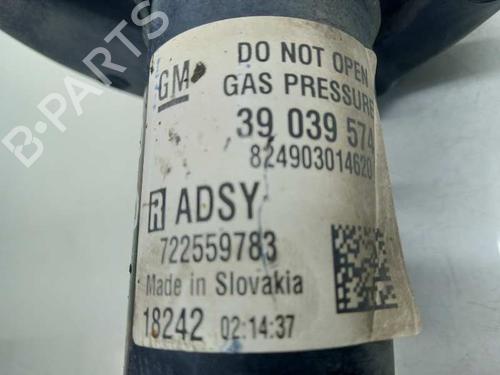 GM
DO NOT OPEN
GAS PRESSURE
39 039 574
824903014620
R ADSY
722559783
Made in Slovakia
18242 02:14:37
B-PARTS